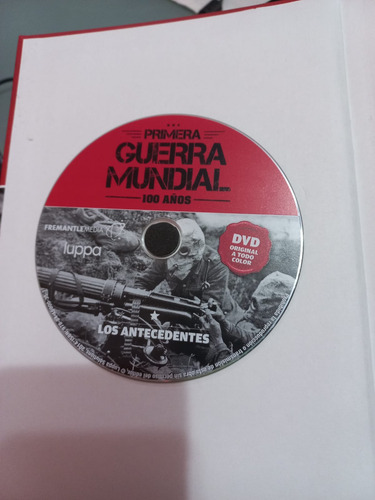 PRIMERA
GUERRA
MUNDIAL
100 AÑOS
FREMANTLEMEDIA
luppa
DVD
ORIGINAL
A TODO
COLOR
LOS ANTECEDENTES